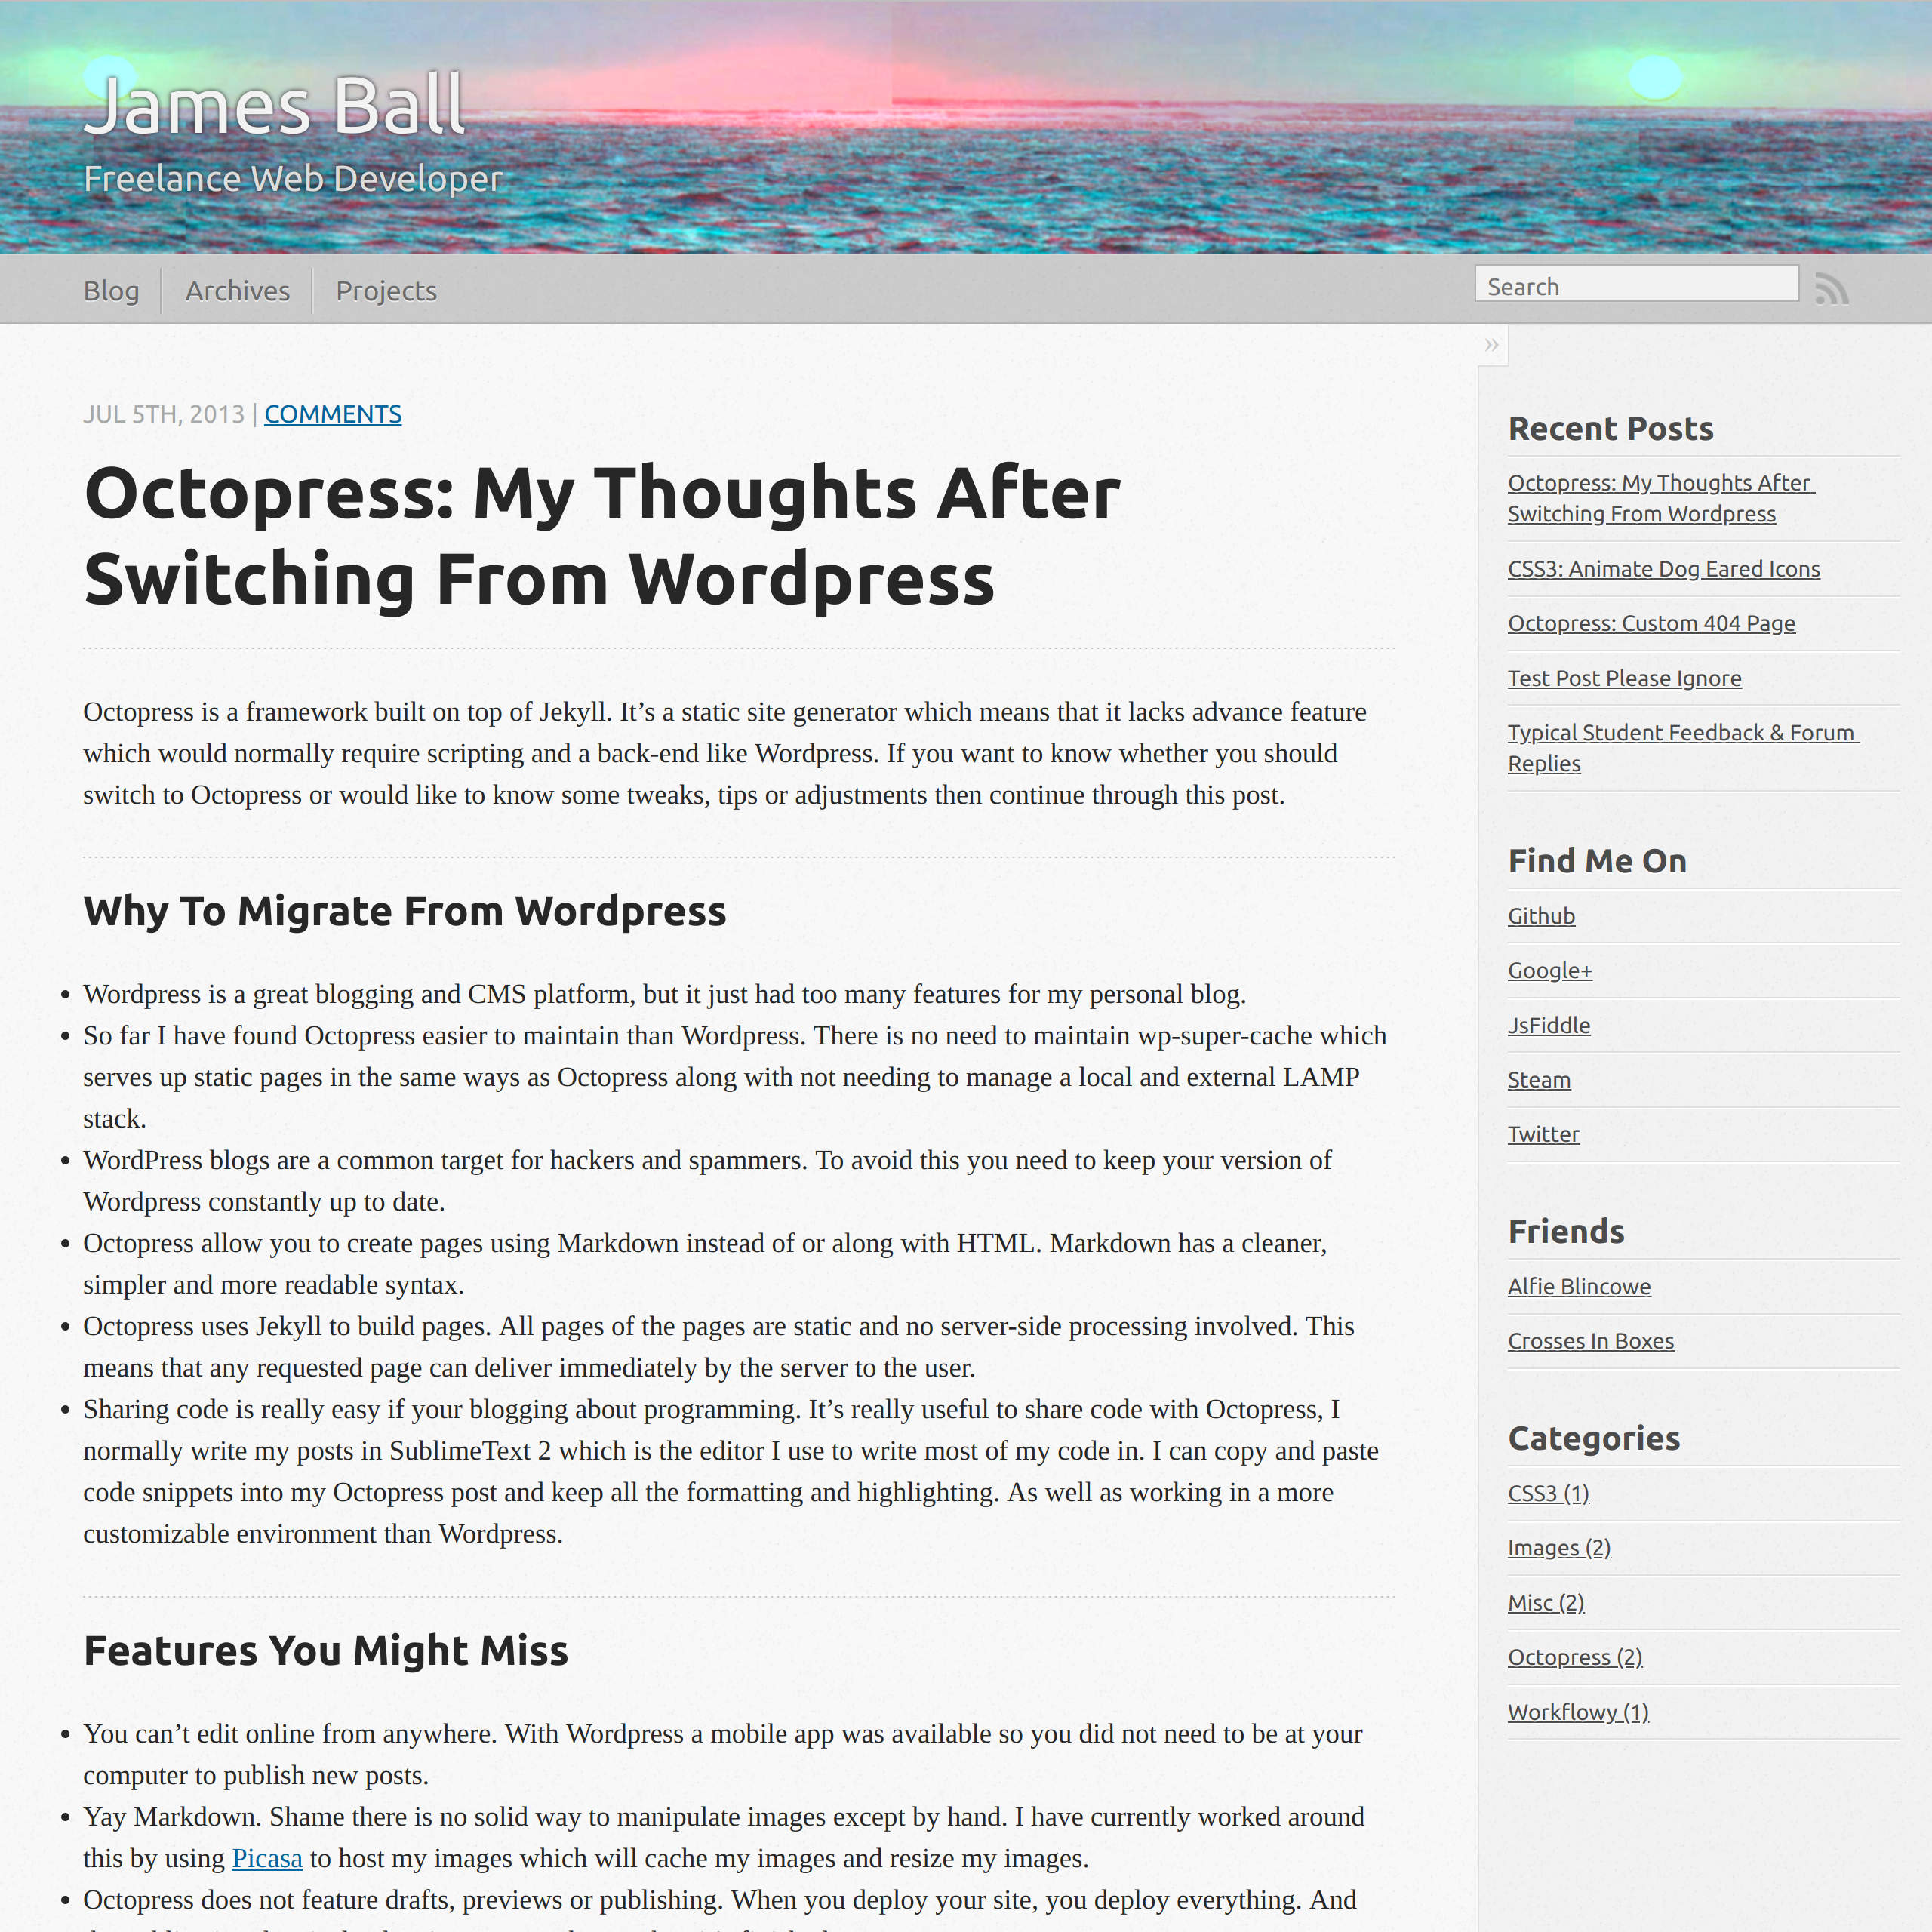 James Ball
Freelance Web Developer
Blog
Archives
Projects
Search
»
JUL 5TH, 2013 | COMMENTS
Octopress: My Thoughts After
Switching From Wordpress
Octopress is a framework built on top of Jekyll. It’s a static site generator which means that it lacks advance feature
which would normally require scripting and a back-end like Wordpress. If you want to know whether you should
switch to Octopress or would like to know some tweaks, tips or adjustments then continue through this post.
Why To Migrate From Wordpress
• Wordpress is a great blogging and CMS platform, but it just had too many features for my personal blog.
• So far I have found Octopress easier to maintain than Wordpress. There is no need to maintain wp-super-cache which
serves up static pages in the same ways as Octopress along with not needing to manage a local and external LAMP
stack.
• WordPress blogs are a common target for hackers and spammers. To avoid this you need to keep your version of
Wordpress constantly up to date.
• Octopress allow you to create pages using Markdown instead of or along with HTML. Markdown has a cleaner,
simpler and more readable syntax.
• Octopress uses Jekyll to build pages. All pages of the pages are static and no server-side processing involved. This
means that any requested page can deliver immediately by the server to the user.
• Sharing code is really easy if your blogging about programming. It’s really useful to share code with Octopress, I
normally write my posts in SublimeText 2 which is the editor I use to write most of my code in. I can copy and paste
code snippets into my Octopress post and keep all the formatting and highlighting. As well as working in a more
customizable environment than Wordpress.
Features You Might Miss
• You can’t edit online from anywhere. With Wordpress a mobile app was available so you did not need to be at your
computer to publish new posts.
• Yay Markdown. Shame there is no solid way to manipulate images except by hand. I have currently worked around
this by using Picasa to host my images which will cache my images and resize my images.
• Octopress does not feature drafts, previews or publishing. When you deploy your site, you deploy everything. And
Recent Posts
Octopress: My Thoughts After
Switching From Wordpress
CSS3: Animate Dog Eared Icons
Octopress: Custom 404 Page
Test Post Please Ignore
Typical Student Feedback & Forum
Replies
Find Me On
Github
Google+
JsFiddle
Steam
Twitter
Friends
Alfie Blincowe
Crosses In Boxes
Categories
CSS3 (1)
Images (2)
Misc (2)
Octopress (2)
Workflowy (1)